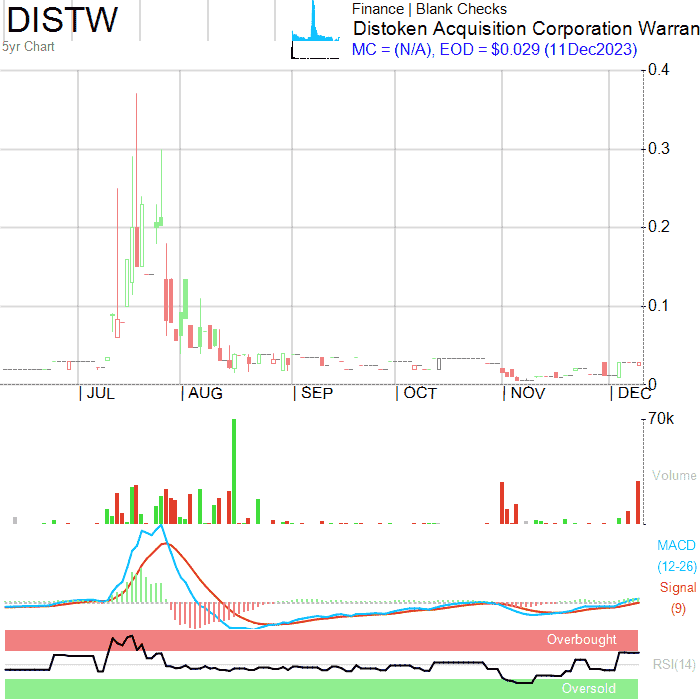 DISTW
5yr Chart
Finance | Blank Checks
Distoken Acquisition Corporation Warran
MC = (N/A), EOD = $0.029 (11Dec2023)
0.4
0.3
0.2
0.1
0
JUL AUG SEP OCT NOV DEC
70k
Volume
MACD
(12-26)
Signal
(9)
Overbought
RSI(14)
Oversold